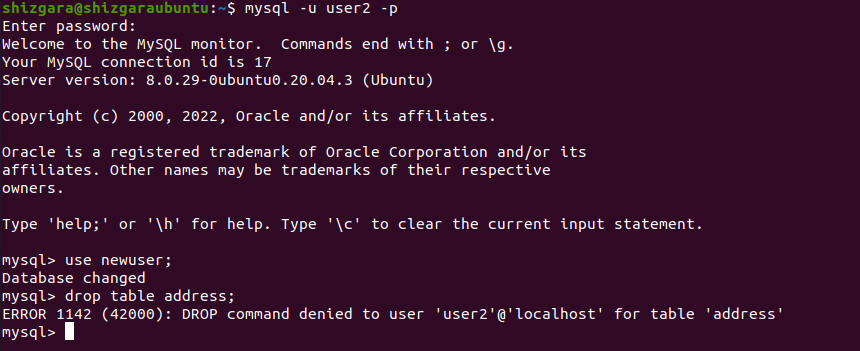 shizgara@shizgaraubuntu:~$ mysql -u user2 -p
Enter password:
Welcome to the MySQL monitor.  Commands end with ; or \g.
Your MySQL connection id is 17
Server version: 8.0.29-0ubuntu0.20.04.3 (Ubuntu)
Copyright (c) 2000, 2022, Oracle and/or its affiliates.
Oracle is a registered trademark of Oracle Corporation and/or its
affiliates. Other names may be trademarks of their respective
owners.
Type 'help;' or '\h' for help. Type '\c' to clear the current input statement.
mysql> use newuser;
Database changed
mysql> drop table address;
ERROR 1142 (42000): DROP command denied to user 'user2'@'localhost' for table 'address'
mysql>